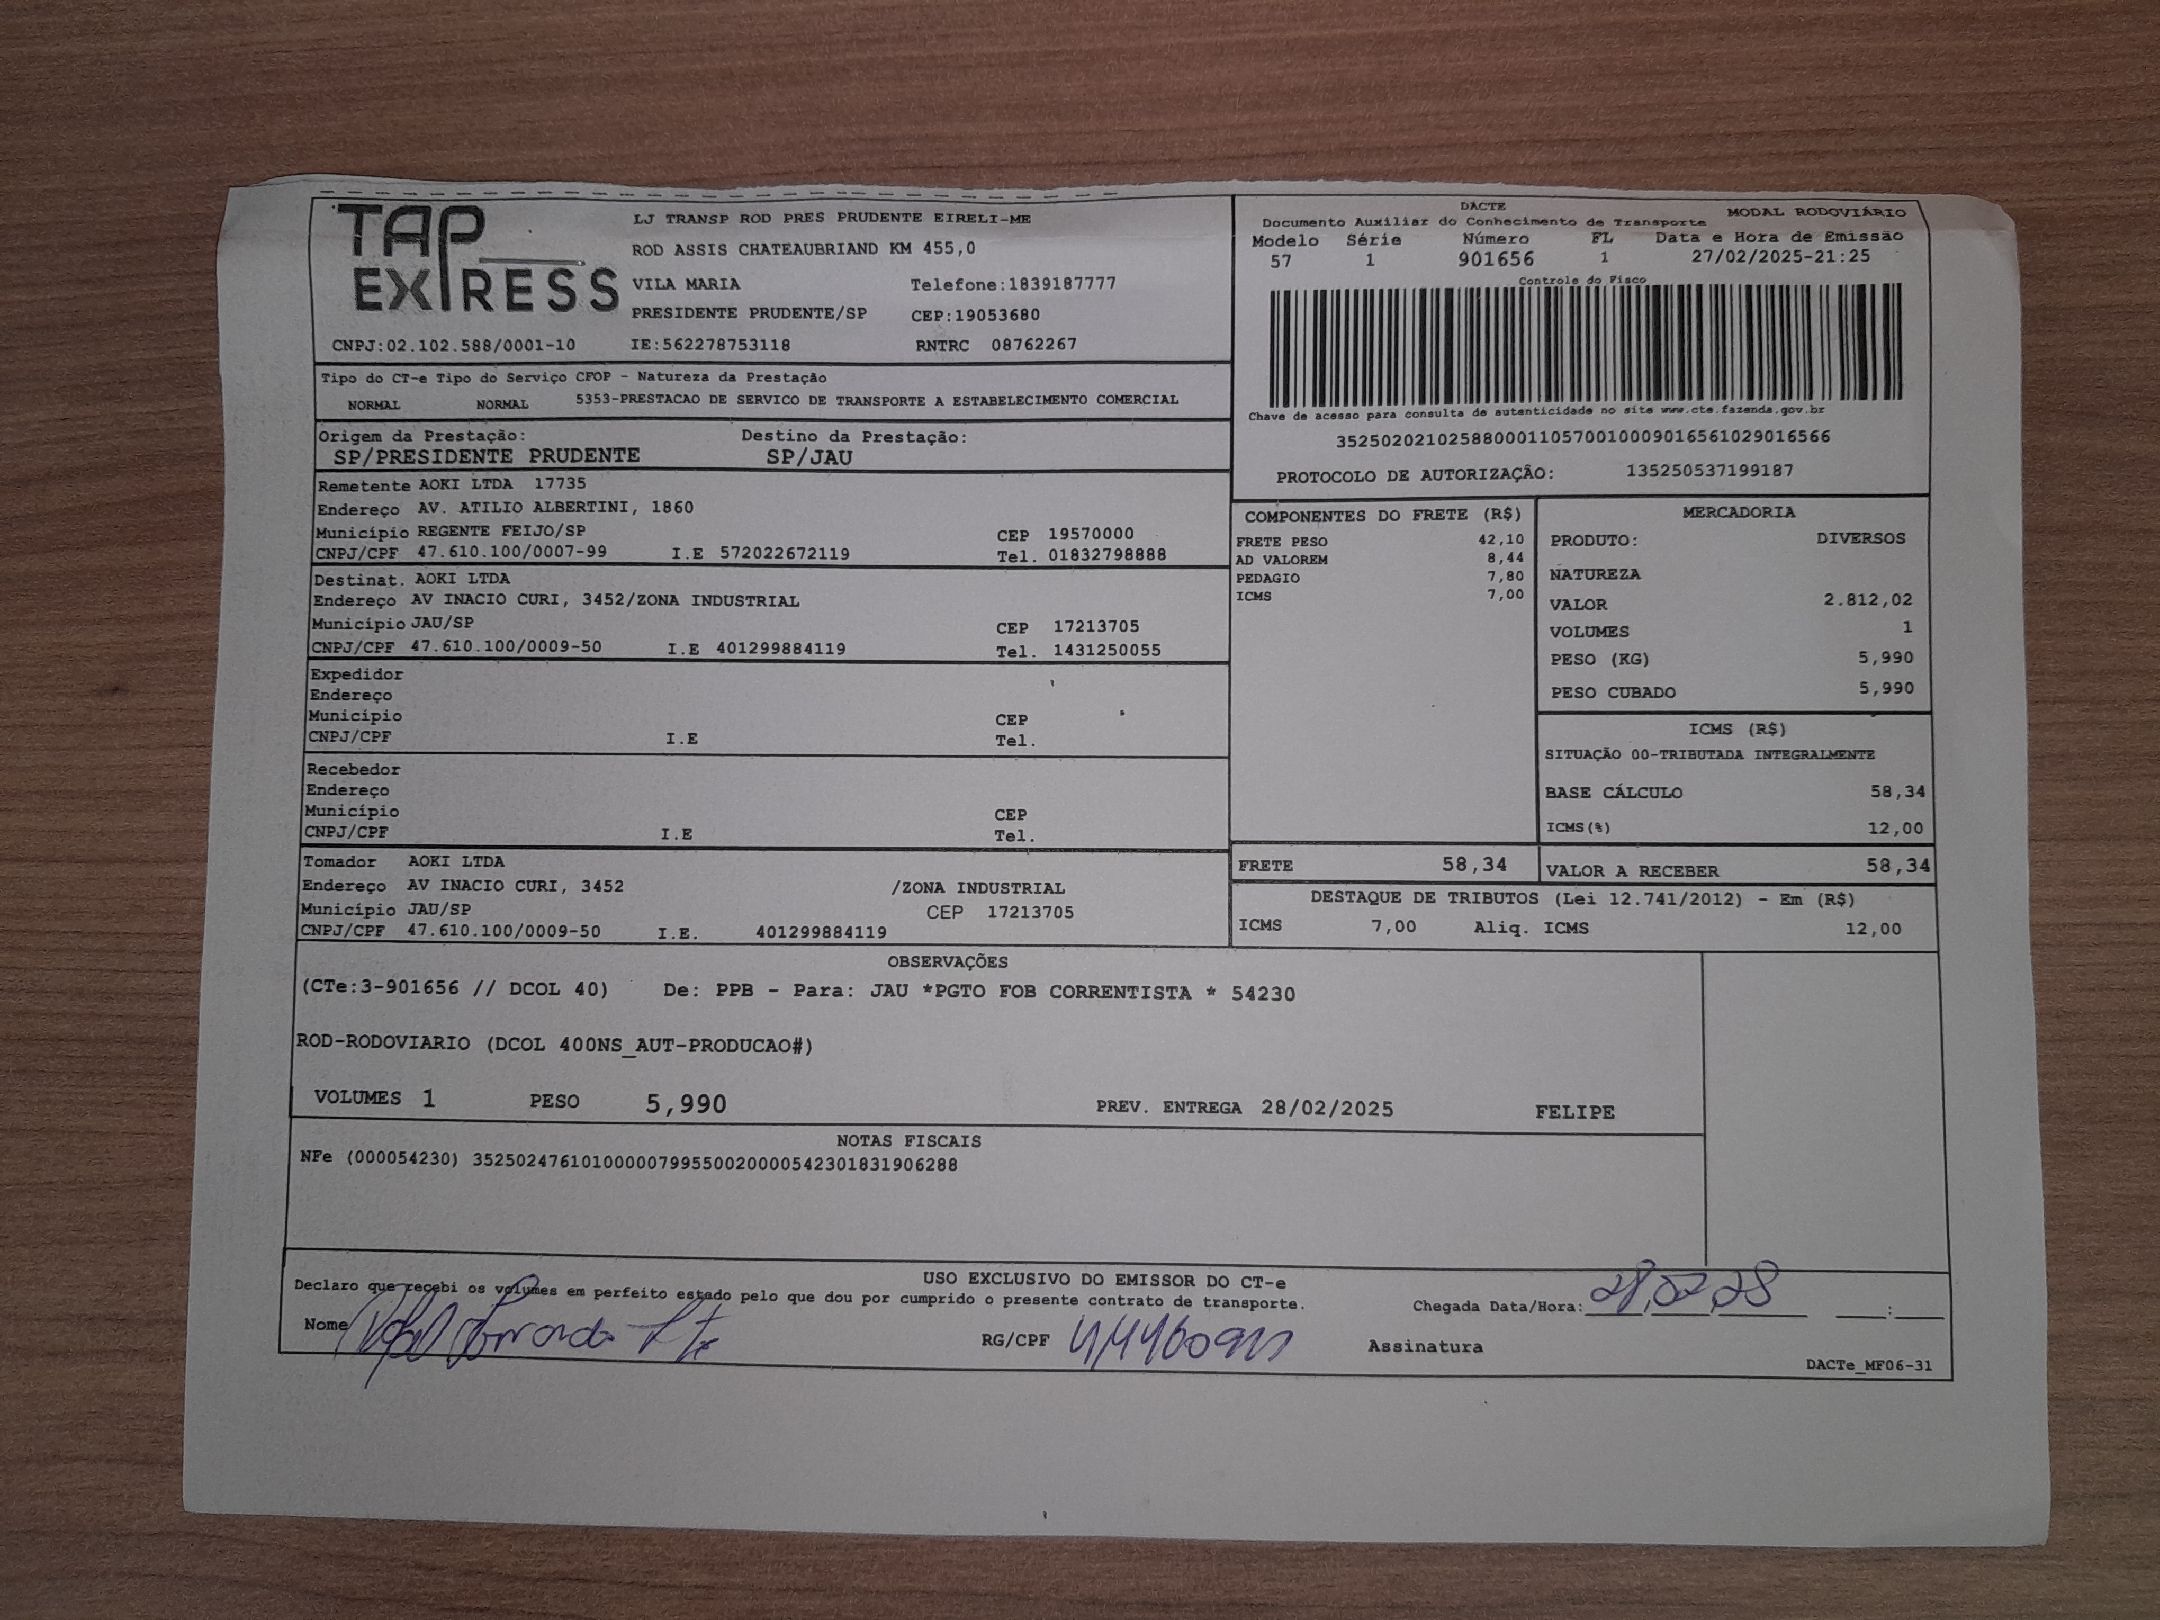 TAP
EXPRESS
LJ TRANSP ROD PRES PRUDENTE EIRELI-ME
ROD ASSIS CHATEAUBRIAND KM 455,0
VILA MARIA Telefone:1839187777
PRESIDENTE PRUDENTE/SP CEP:19053680
CNPJ:02.102.588/0001-10 IE:562278753118 RNTRC 08762267
DACTE
Documento Auxiliar do Conhecimento de Transporte MODAL RODOVIÁRIO
Modelo Série Número FL Data e Hora de Emissão
57 1 901656 1 27/02/2025-21:25
Controle do Fisco
Chave de acesso para consulta de autenticidade no site www.cte.fazenda.gov.br
35250202102588000110570010009016561029016566
PROTOCOLO DE AUTORIZAÇÃO: 135250537199187
Tipo do CT-e Tipo do Serviço CFOP - Natureza da Prestação
NORMAL NORMAL 5353-PRESTACAO DE SERVICO DE TRANSPORTE A ESTABELECIMENTO COMERCIAL
Origem da Prestação: Destino da Prestação:
SP/PRESIDENTE PRUDENTE SP/JAU
Remetente AOKI LTDA 17735
Endereço AV. ATILIO ALBERTINI, 1860
Município REGENTE FEIJO/SP CEP 19570000
CNPJ/CPF 47.610.100/0007-99 I.E 572022672119 Tel. 01832798888
Destinat. AOKI LTDA
Endereço AV INACIO CURI, 3452/ZONA INDUSTRIAL
Município JAU/SP CEP 17213705
CNPJ/CPF 47.610.100/0009-50 I.E 401299884119 Tel. 1431250055
Expedidor
Endereço
Município CEP
CNPJ/CPF I.E Tel.
Recebedor
Endereço
Município CEP
CNPJ/CPF I.E Tel.
Tomador AOKI LTDA
Endereço AV INACIO CURI, 3452 /ZONA INDUSTRIAL
Município JAU/SP CEP 17213705
CNPJ/CPF 47.610.100/0009-50 I.E. 401299884119
COMPONENTES DO FRETE (R$)
FRETE PESO 42,10
AD VALOREM 8,44
PEDAGIO 7,80
ICMS 7,00
MERCADORIA
PRODUTO: DIVERSOS
NATUREZA
VALOR 2.812,02
VOLUMES 1
PESO (KG) 5,990
PESO CUBADO 5,990
ICMS (R$)
SITUAÇÃO 00-TRIBUTADA INTEGRALMENTE
BASE CÁLCULO 58,34
ICMS(%) 12,00
FRETE 58,34 VALOR A RECEBER 58,34
DESTAQUE DE TRIBUTOS (Lei 12.741/2012) - Em (R$)
ICMS 7,00 Aliq. ICMS 12,00
OBSERVAÇÕES
(CTe:3-901656 // DCOL 40) De: PPB - Para: JAU *PGTO FOB CORRENTISTA * 54230
ROD-RODOVIARIO (DCOL 400NS_AUT-PRODUCAO#)
VOLUMES 1 PESO 5,990 PREV. ENTREGA 28/02/2025 FELIPE
NOTAS FISCAIS
NFe (000054230) 35250247610100000799550020000542301831906288
USO EXCLUSIVO DO EMISSOR DO CT-e
Declaro que recebi os volumes em perfeito estado pelo que dou por cumprido o presente contrato de transporte.
Chegada Data/Hora: __:__
Nome RG/CPF Assinatura
DACTe_MF06-31